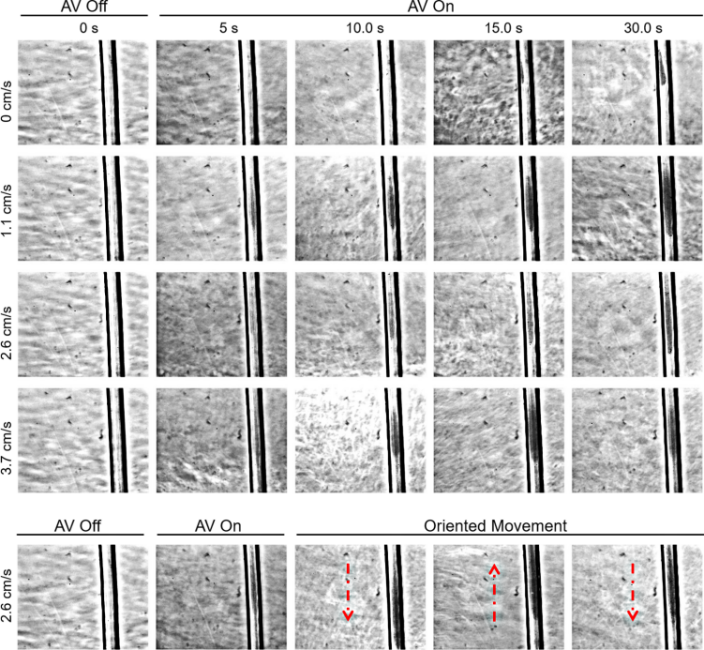 AV Off AV On
0 s 5 s 10.0 s 15.0 s 30.0 s
0 cm/s
1.1 cm/s
2.6 cm/s
3.7 cm/s
AV Off AV On Oriented Movement
2.6 cm/s